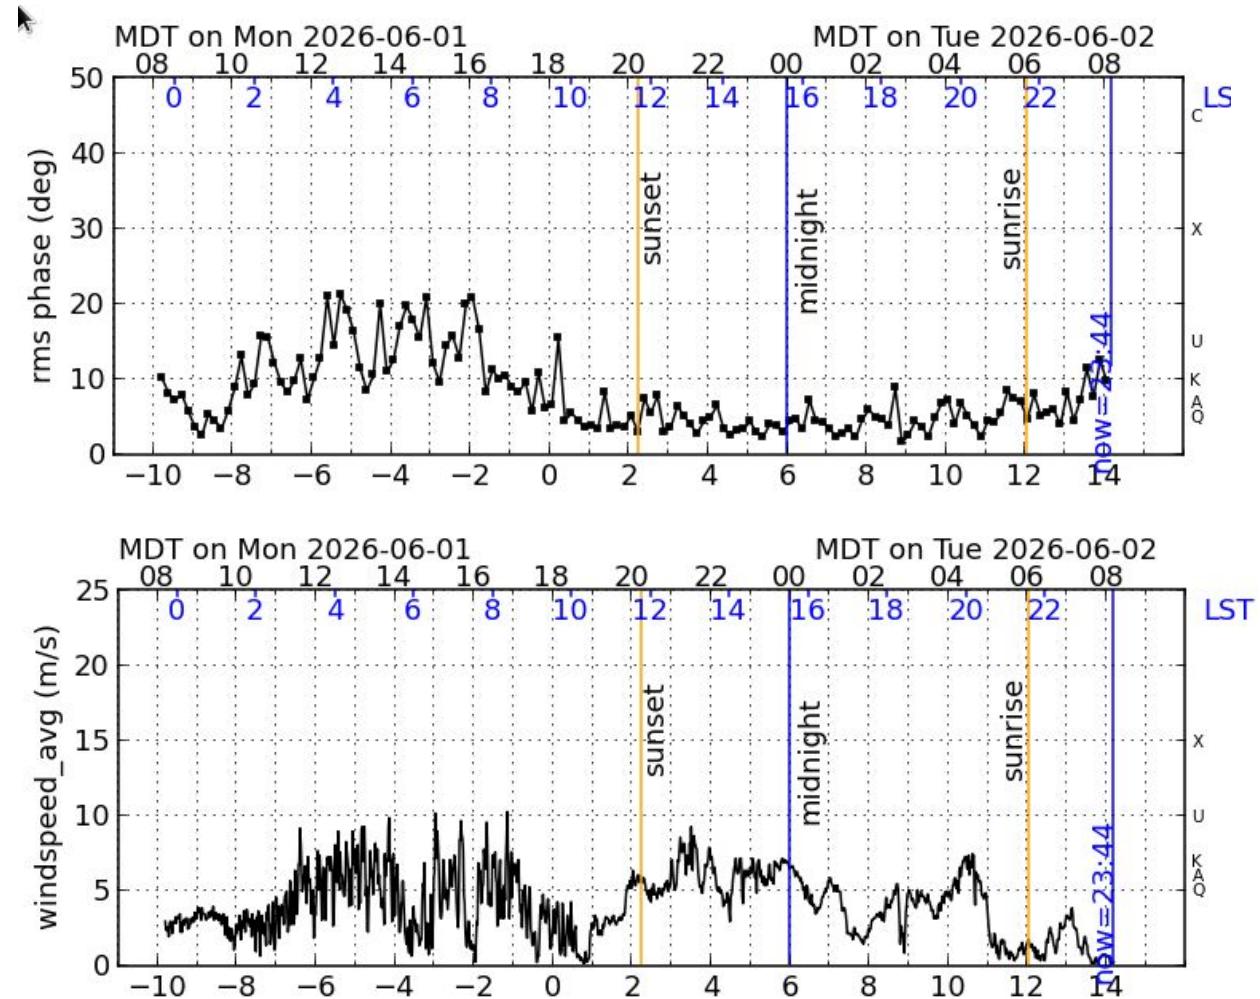 MDT on Mon 2026-06-01 MDT on Tue 2026-06-02
08 10 12 14 16 18 20 22 00 02 04 06 08
0 2 4 6 8 10 12 14 16 18 20 22 LS
50
40
30
20
10
0
rms phase (deg)
sunset
midnight
sunrise
now=23:44
C
X
U
K
A
Q
−10 −8 −6 −4 −2 0 2 4 6 8 10 12 14
MDT on Mon 2026-06-01 MDT on Tue 2026-06-02
08 10 12 14 16 18 20 22 00 02 04 06 08
0 2 4 6 8 10 12 14 16 18 20 22 LST
25
20
15
10
5
0
windspeed_avg (m/s)
sunset
midnight
sunrise
now=23:44
X
U
K
A
Q
−10 −8 −6 −4 −2 0 2 4 6 8 10 12 14